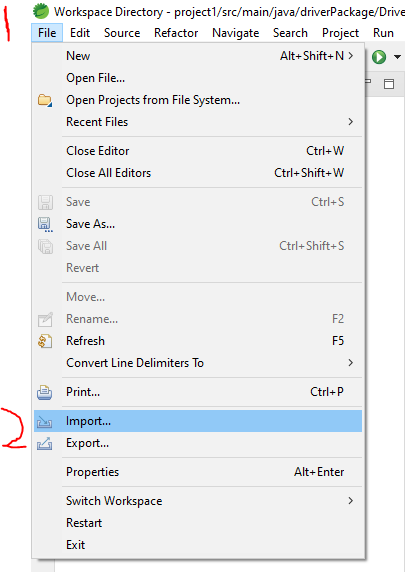 1
Workspace Directory - project1/src/main/java/driverPackage/Drive
File Edit Source Refactor Navigate Search Project Run
New Alt+Shift+N >
Open File...
Open Projects from File System...
Recent Files >
Close Editor Ctrl+W
Close All Editors Ctrl+Shift+W
Save Ctrl+S
Save As...
Save All Ctrl+Shift+S
Revert
Move...
Rename... F2
Refresh F5
Convert Line Delimiters To >
Print... Ctrl+P
2
Import...
Export...
Properties Alt+Enter
Switch Workspace >
Restart
Exit